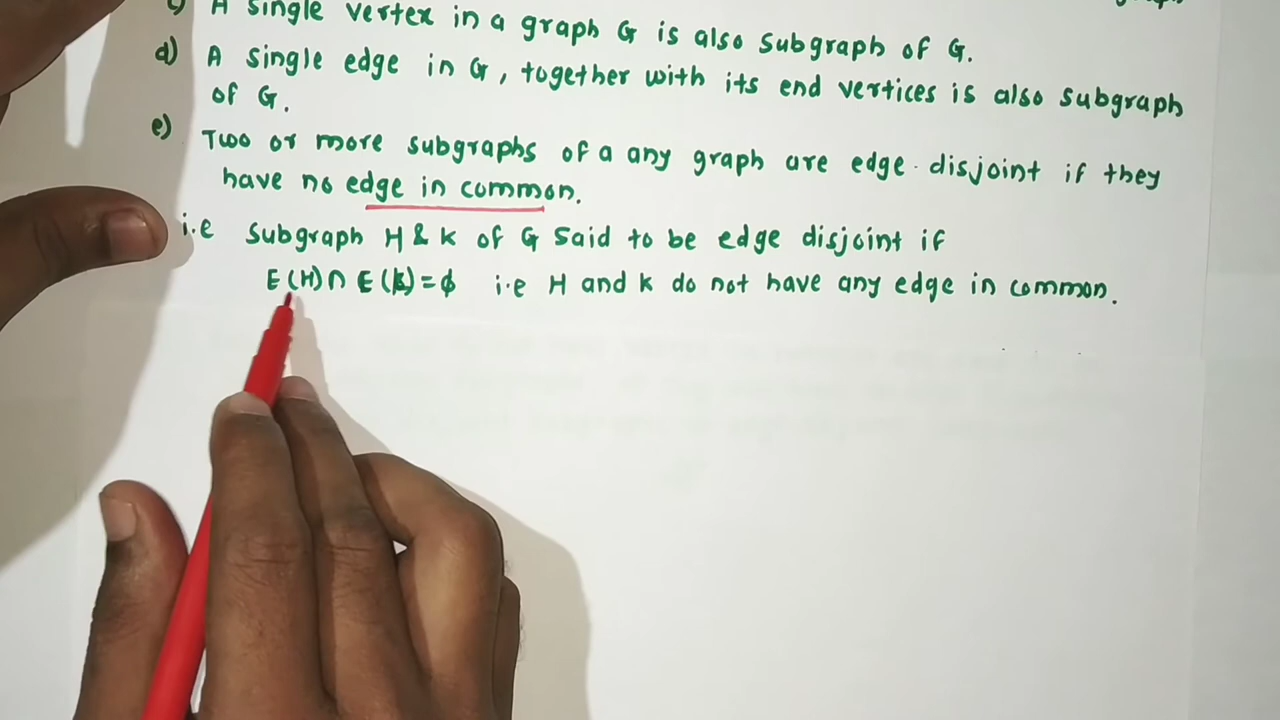 c) A single vertex in a graph G is also subgraph of G.
d) A single edge in G, together with its end vertices is also subgraph
of G.
e) Two or more subgraphs of a any graph are edge disjoint if they
have no edge in common.
i.e subgraph H & K of G said to be edge disjoint if
E(H)∩ E(K)=ϕ i.e H and K do not have any edge in common.